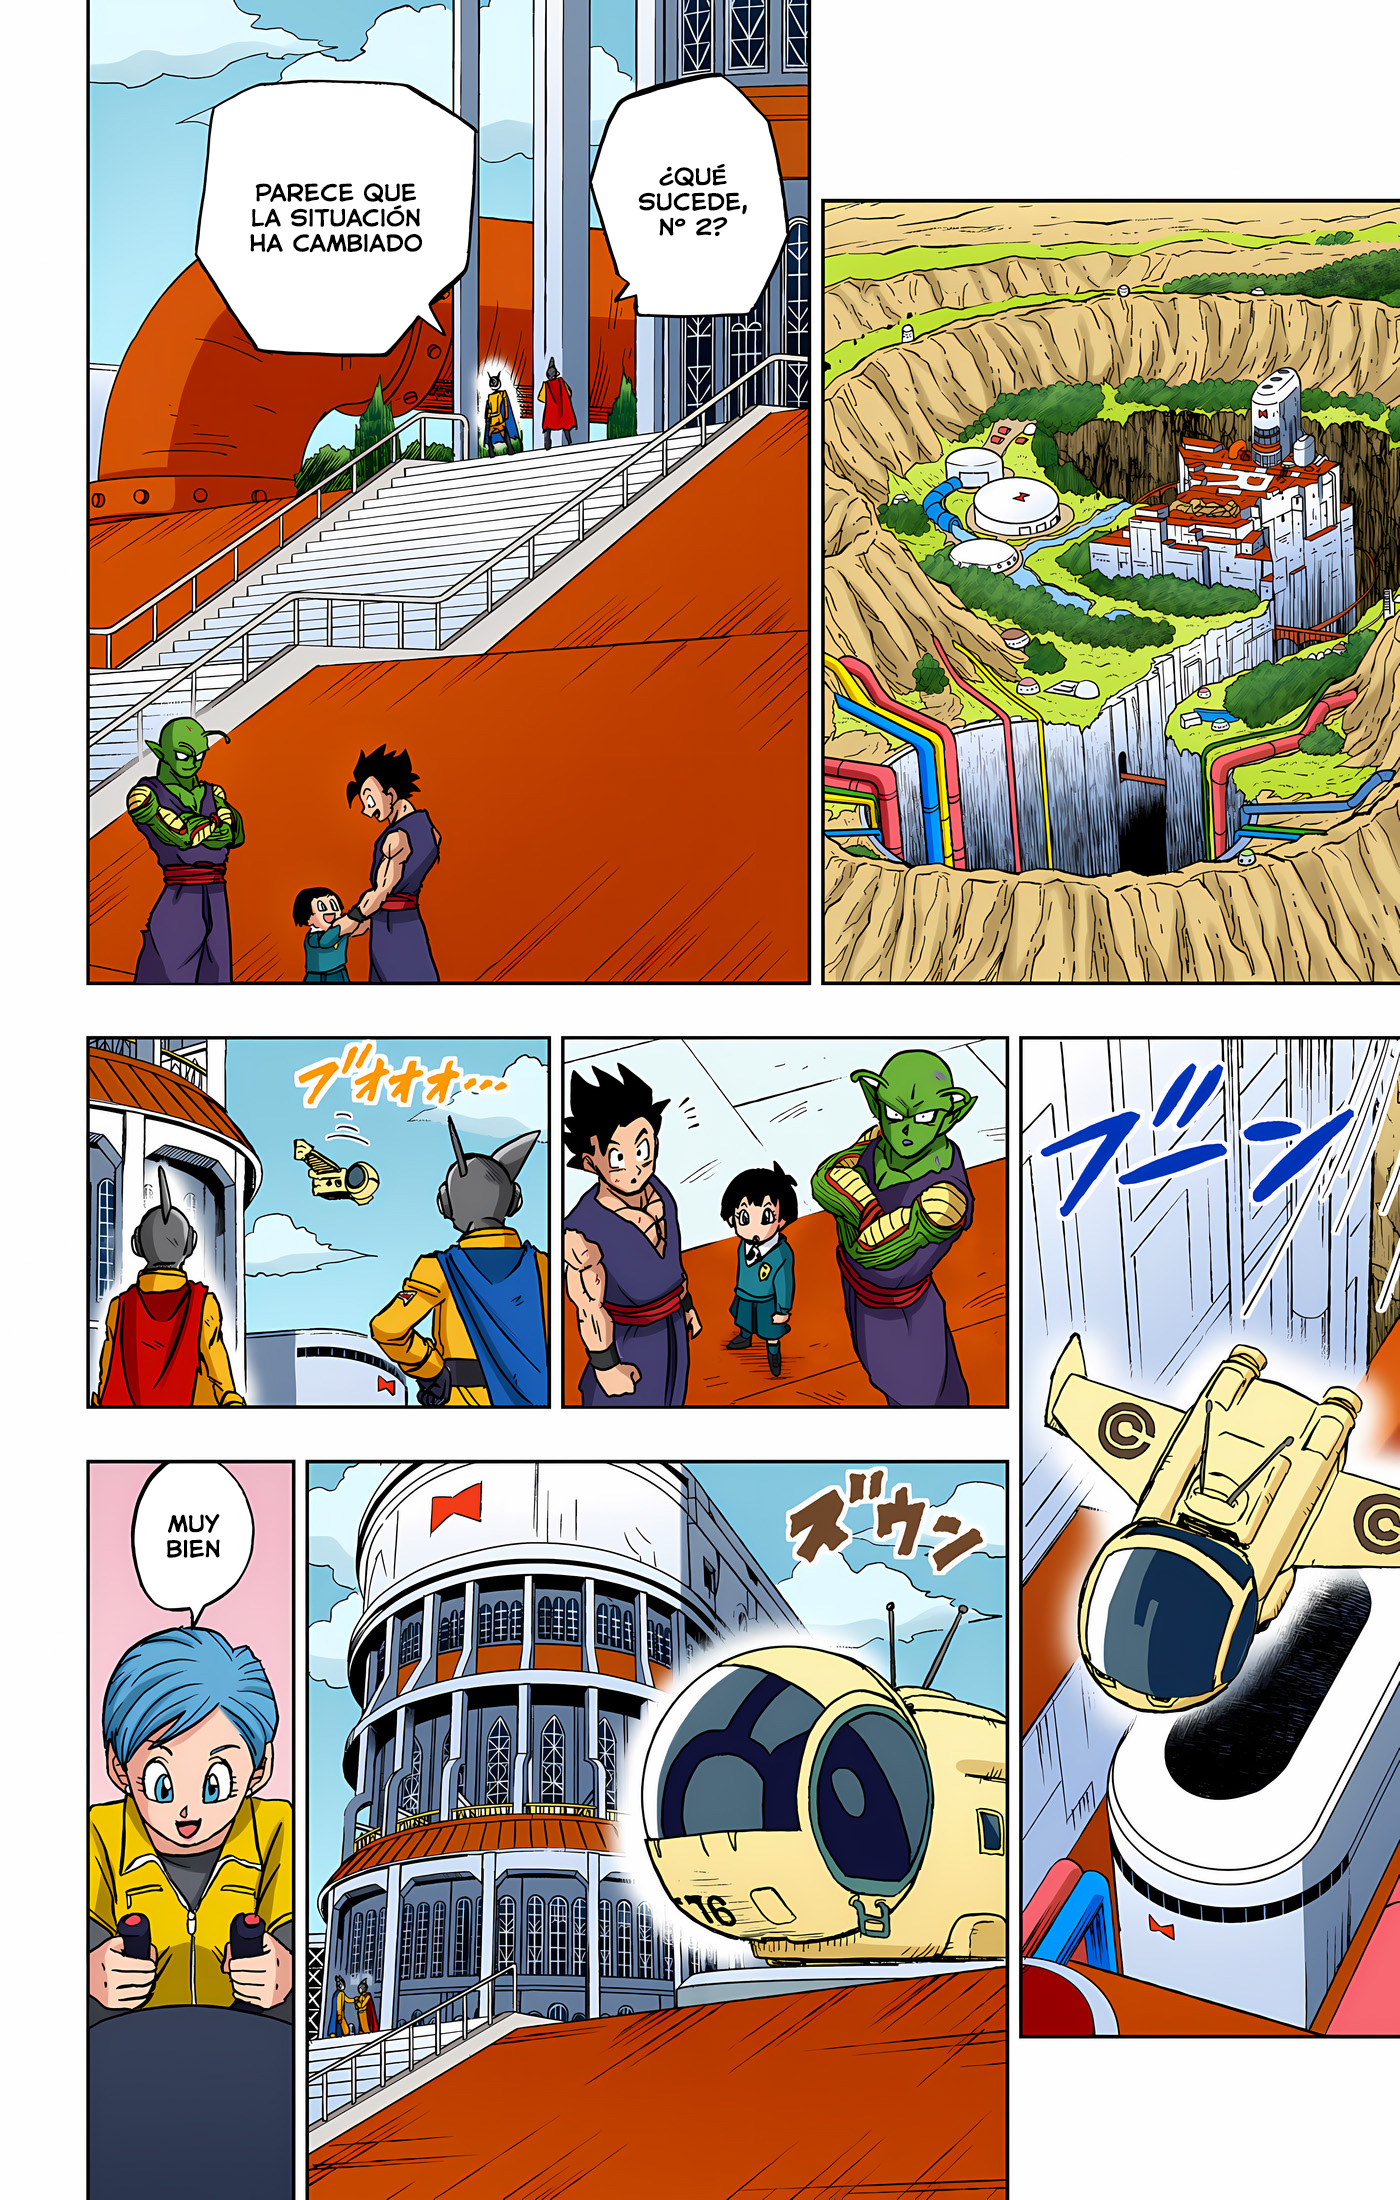 ¿QUÉ
SUCEDE,
Nº 2?
PARECE QUE
LA SITUACIÓN
HA CAMBIADO
R
ブーン
ブオオオ…
C
C
ズウン
76
MUY
BIEN